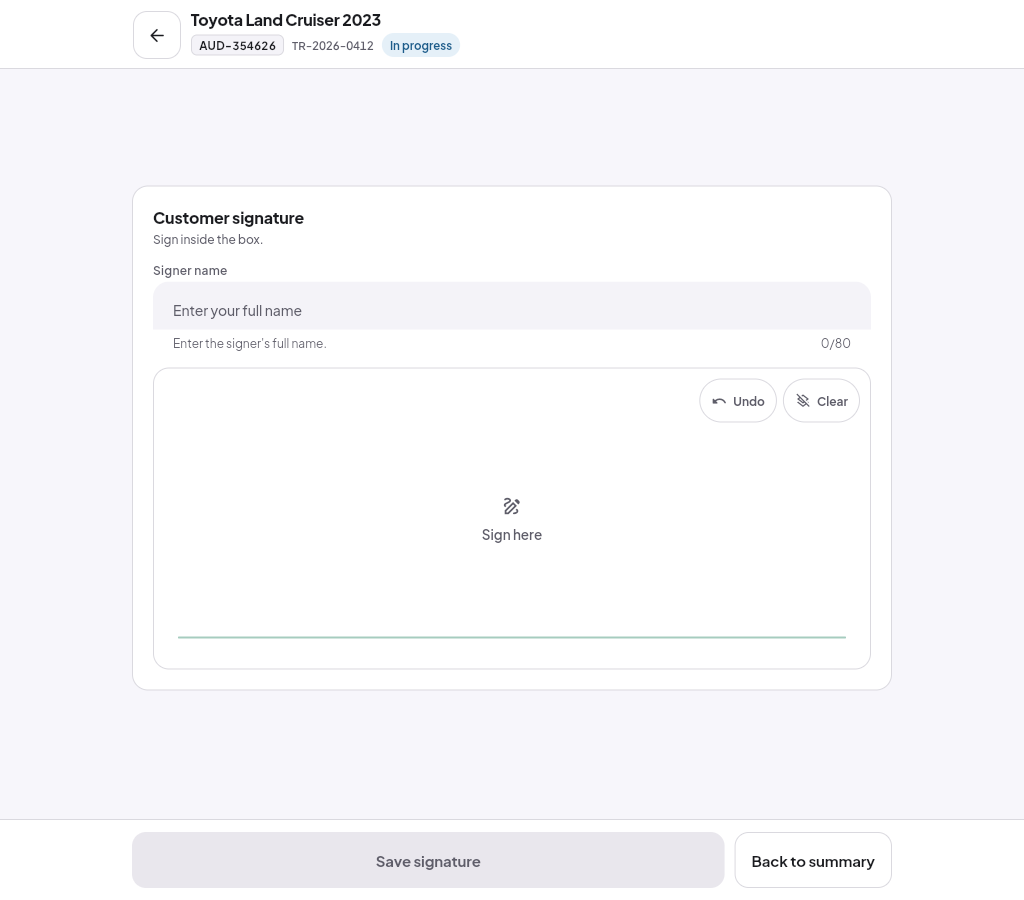 Toyota Land Cruiser 2023
AUD-354626 TR-2026-0412 In progress
Customer signature
Sign inside the box.
Signer name
Enter your full name
Enter the signer's full name. 0/80
Undo Clear
Sign here
Save signature Back to summary